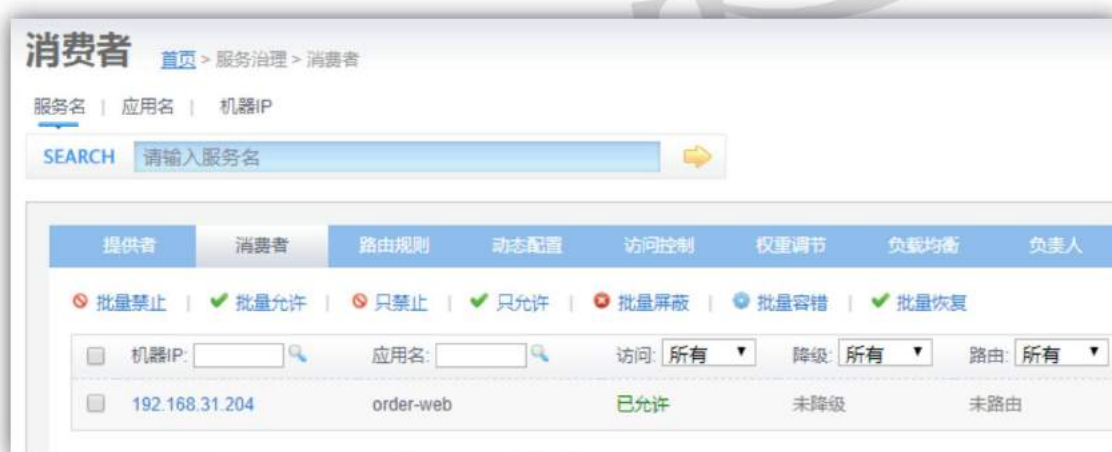 消费者 首页 > 服务治理 > 消费者
服务名 | 应用名 | 机器IP
SEARCH 请输入服务名
提供者 消费者 路由规则 动态配置 访问控制 权重调节 负载均衡 负责人
批量禁止 | 批量允许 | 只禁止 | 只允许 | 批量屏蔽 | 批量容错 | 批量恢复
机器IP: 应用名: 访问: 所有 降级: 所有 路由: 所有
192.168.31.204 order-web 已允许 未降级 未路由